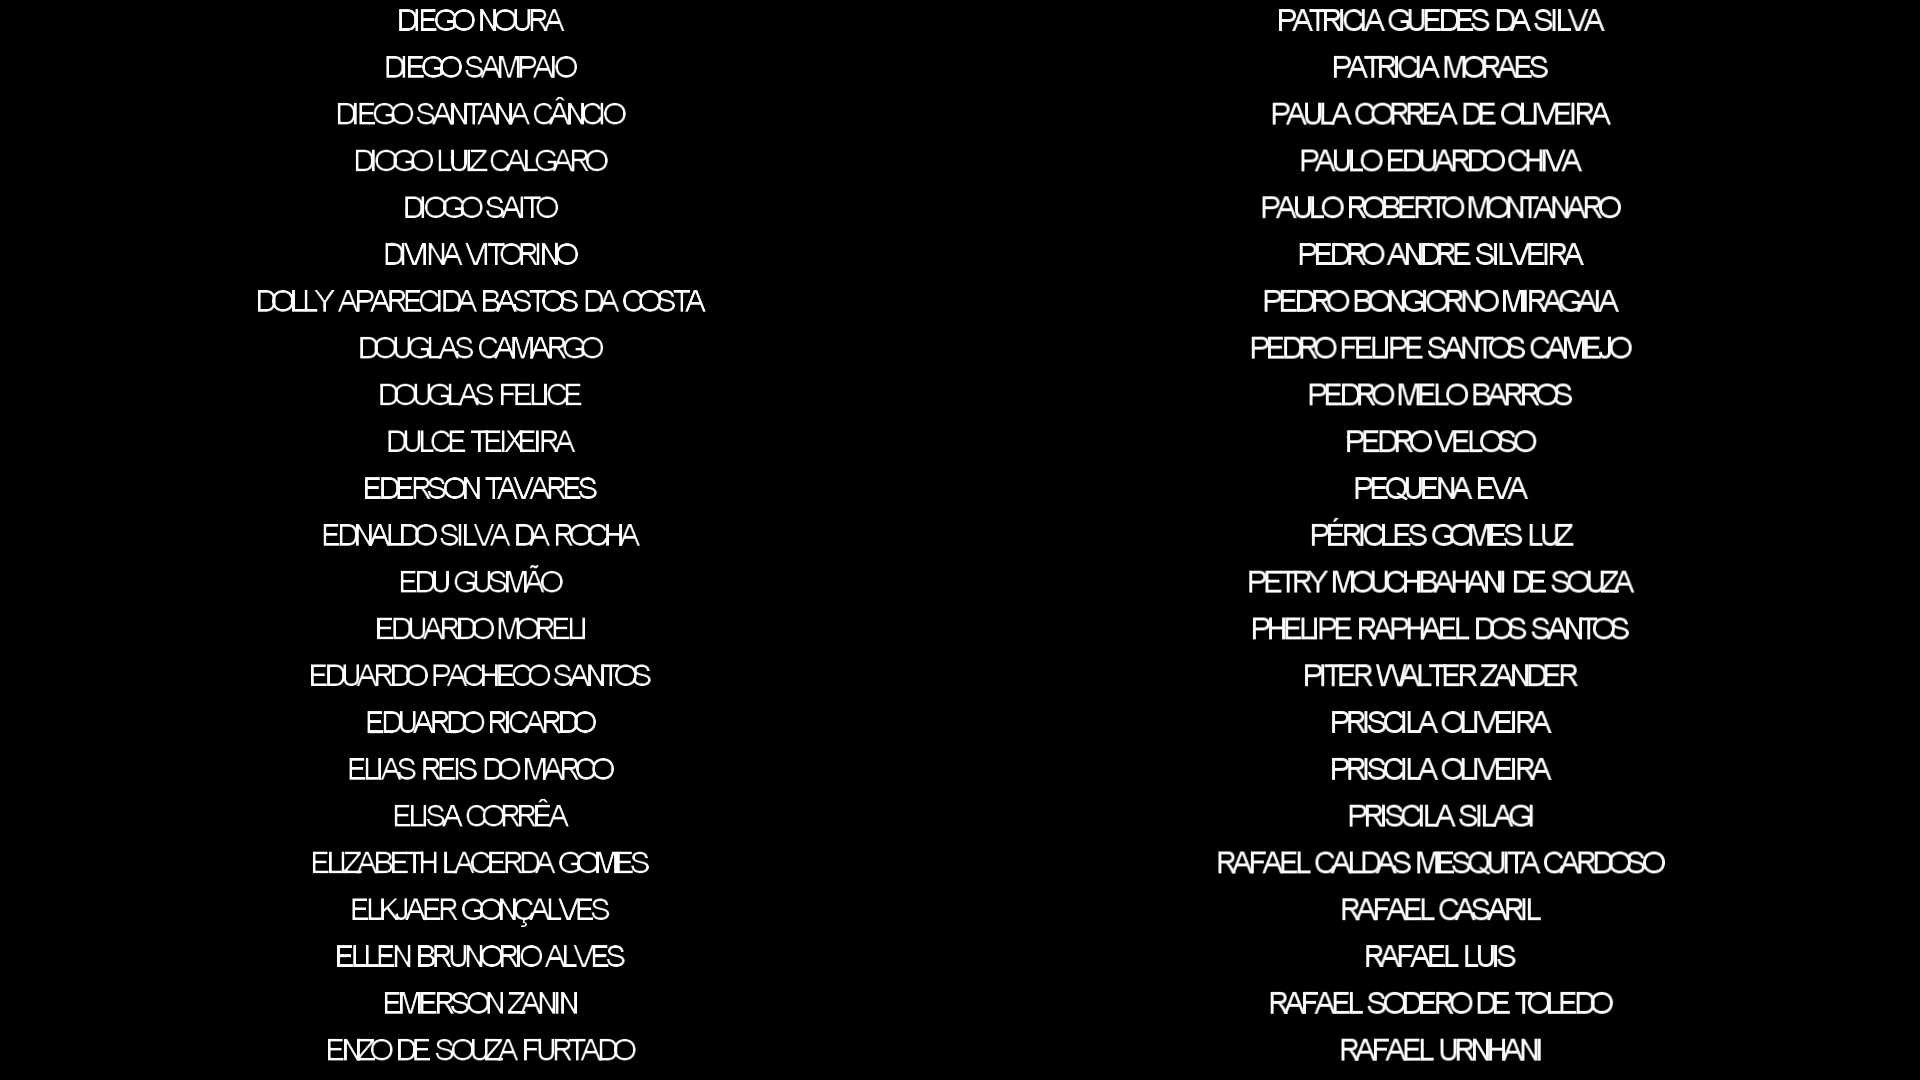 DIEGO NOURA
DIEGO SAMPAIO
DIEGO SANTANA CÂNCIO
DIOGO LUIZ CALGARO
DIOGO SAITO
DIVINA VITORINO
DOLLY APARECIDA BASTOS DA COSTA
DOUGLAS CAMARGO
DOUGLAS FELICE
DULCE TEIXEIRA
EDERSON TAVARES
EDNALDO SILVA DA ROCHA
EDU GUSMÃO
EDUARDO MORELI
EDUARDO PACHECO SANTOS
EDUARDO RICARDO
ELIAS REIS DO MARCO
ELISA CORRÊA
ELIZABETH LACERDA GOMES
ELKJAER GONÇALVES
ELLEN BRUNORIO ALVES
EMERSON ZANIN
ENZO DE SOUZA FURTADO
PATRICIA GUEDES DA SILVA
PATRICIA MORAES
PAULA CORREA DE OLIVEIRA
PAULO EDUARDO CHIVA
PAULO ROBERTO MONTANARO
PEDRO ANDRE SILVEIRA
PEDRO BONGIORNO MIRAGAIA
PEDRO FELIPE SANTOS CAMEJO
PEDRO MELO BARROS
PEDRO VELOSO
PEQUENA EVA
PÉRICLES GOMES LUZ
PETRY MOUCHBAHANI DE SOUZA
PHELIPE RAPHAEL DOS SANTOS
PITER WALTER ZANDER
PRISCILA OLIVEIRA
PRISCILA OLIVEIRA
PRISCILA SILAGI
RAFAEL CALDAS MESQUITA CARDOSO
RAFAEL CASARIL
RAFAEL LUIS
RAFAEL SODERO DE TOLEDO
RAFAEL URNHANI